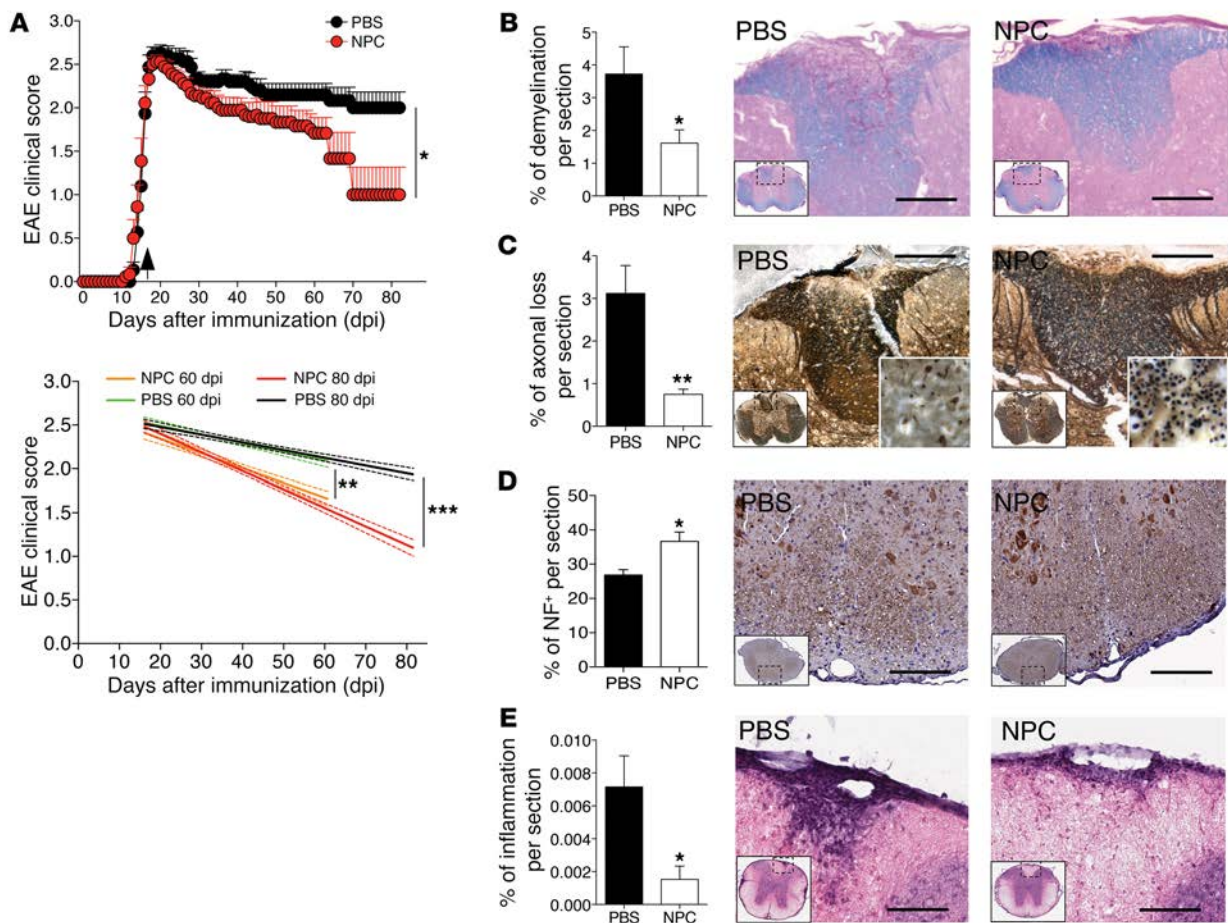 A
PBS
NPC
EAE clinical score
3.0
2.5
2.0
1.5
1.0
0.5
0.0
*
0 10 20 30 40 50 60 70 80
Days after immunization (dpi)
NPC 60 dpi
NPC 80 dpi
PBS 60 dpi
PBS 80 dpi
EAE clinical score
3.0
2.5
2.0
1.5
1.0
0.5
0.0
**
***
0 10 20 30 40 50 60 70 80
Days after immunization (dpi)
B
% of demyelination
per section
5
4
3
2
1
0
*
PBS NPC
PBS
NPC
C
% of axonal loss
per section
4
3
2
1
0
**
PBS NPC
PBS
NPC
D
% of NF+ per section
50
40
30
20
10
0
*
PBS NPC
PBS
NPC
E
% of inflammation
per section
0.010
0.008
0.006
0.004
0.002
0.000
*
PBS NPC
PBS
NPC